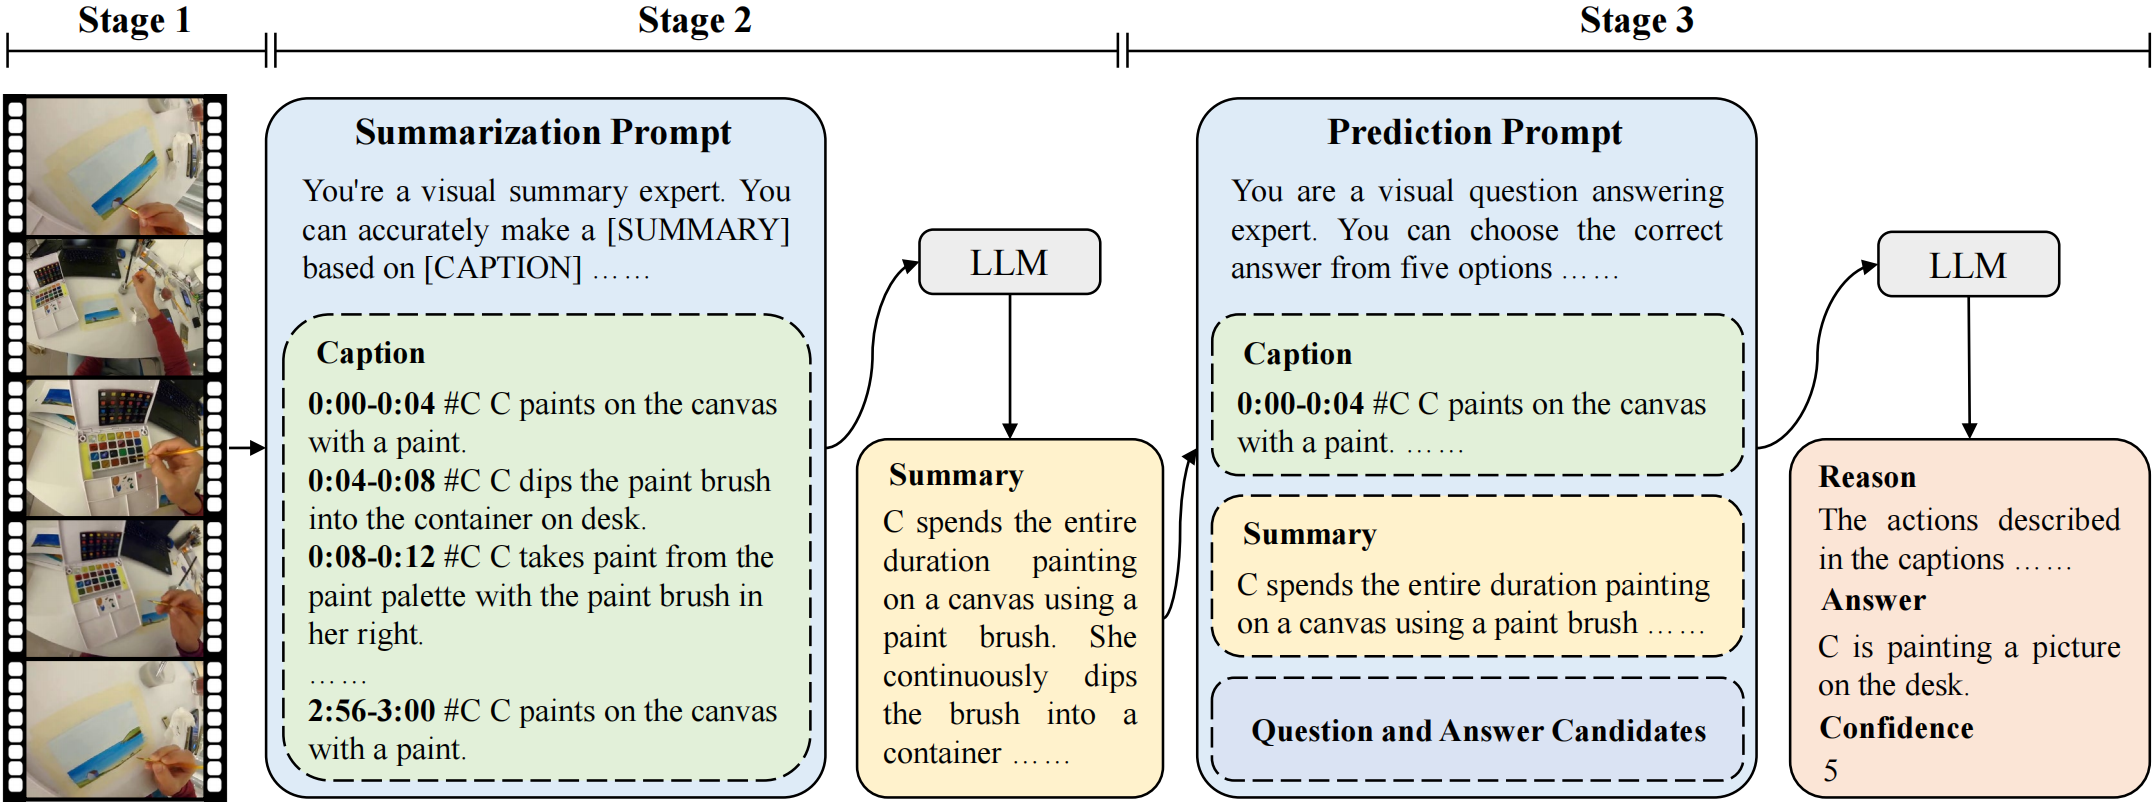 Stage 1
Stage 2
Stage 3
Summarization Prompt
You're a visual summary expert. You
can accurately make a [SUMMARY]
based on [CAPTION] ……
Caption
0:00-0:04 #C C paints on the canvas
with a paint.
0:04-0:08 #C C dips the paint brush
into the container on desk.
0:08-0:12 #C C takes paint from the
paint palette with the paint brush in
her right.
……
2:56-3:00 #C C paints on the canvas
with a paint.
LLM
Summary
C spends the entire
duration painting
on a canvas using a
paint brush. She
continuously dips
the brush into a
container ……
Prediction Prompt
You are a visual question answering
expert. You can choose the correct
answer from five options ……
Caption
0:00-0:04 #C C paints on the canvas
with a paint. ……
Summary
C spends the entire duration painting
on a canvas using a paint brush ……
Question and Answer Candidates
LLM
Reason
The actions described
in the captions ……
Answer
C is painting a picture
on the desk.
Confidence
5